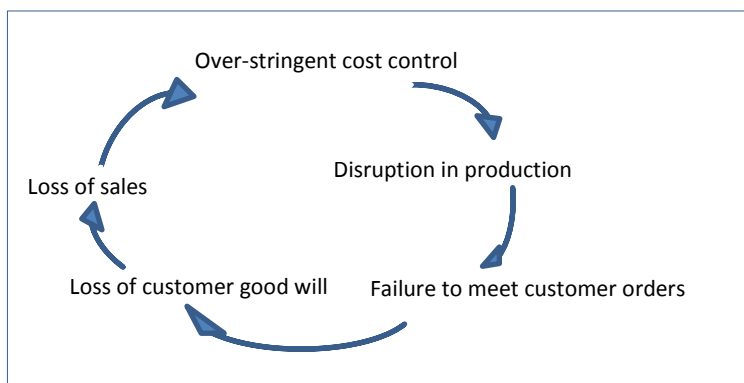 Over-stringent cost control
Disruption in production
Loss of sales
Loss of customer good will
Failure to meet customer orders